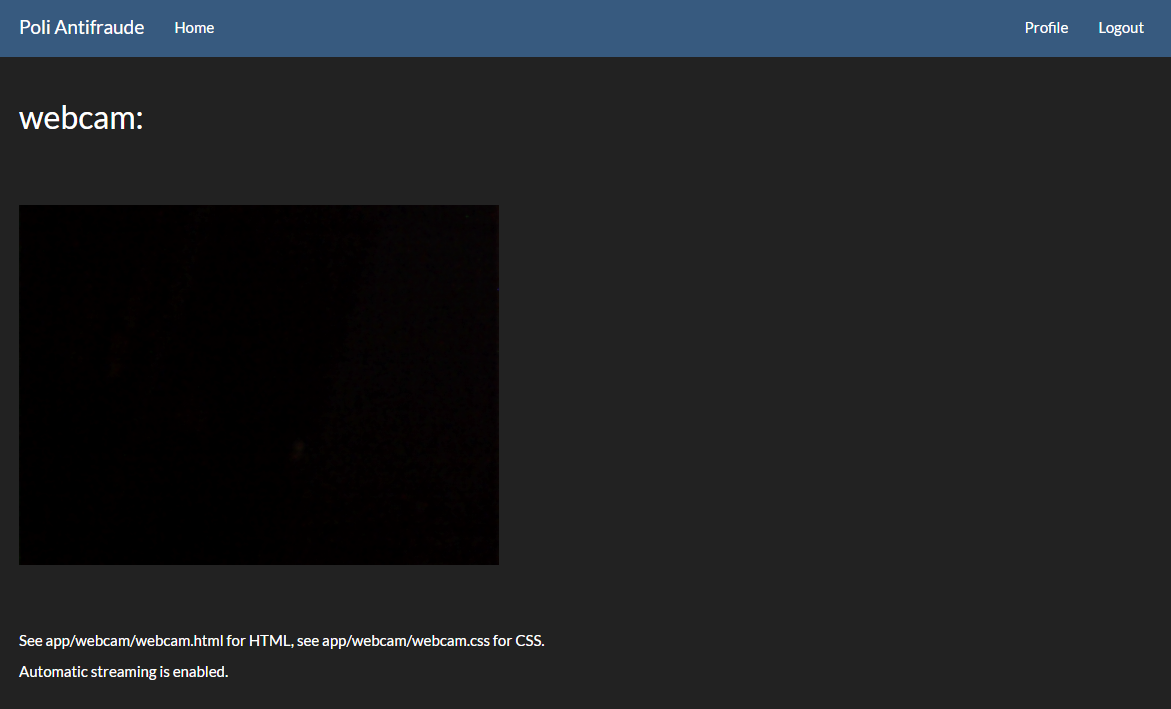 Poli Antifraude Home Profile Logout
webcam:
See app/webcam/webcam.html for HTML, see app/webcam/webcam.css for CSS.
Automatic streaming is enabled.